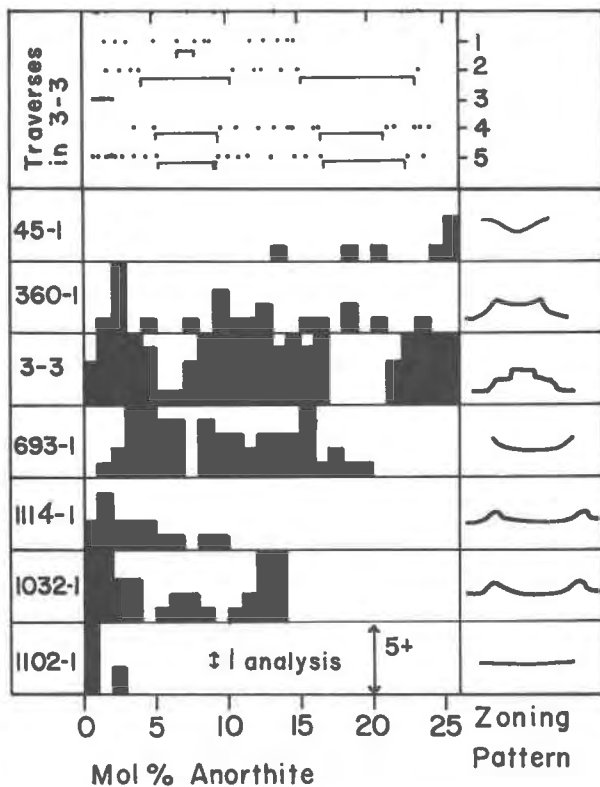 Traverses
in 3-3
1
2
3
4
5
45-1
360-1
3-3
693-1
1114-1
1032-1
1102-1
1 analysis
5+
0 5 10 15 20 25
Mol % Anorthite
Zoning
Pattern